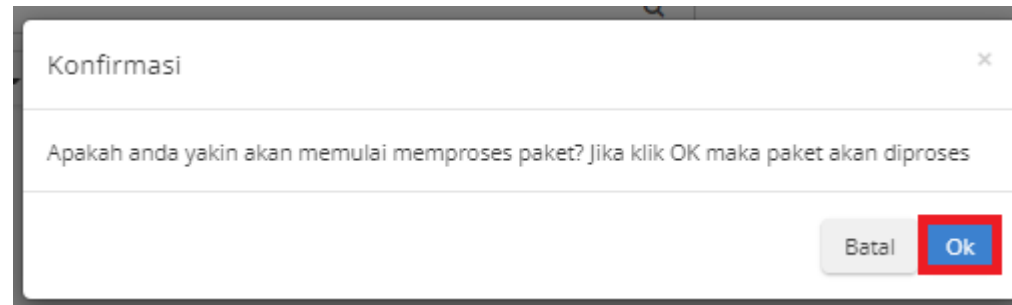 Konfirmasi
×
Apakah anda yakin akan memulai memproses paket? Jika klik OK maka paket akan diproses
Batal
Ok